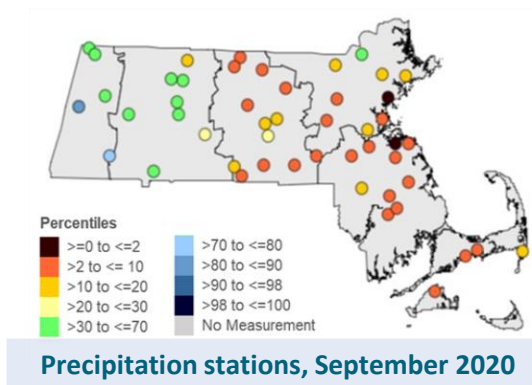 Percentiles
>=0 to <=2
>2 to <= 10
>10 to <=20
>20 to <=30
>30 to <=70
>70 to <=80
>80 to <=90
>90 to <=98
>98 to <=100
No Measurement
Precipitation stations, September 2020